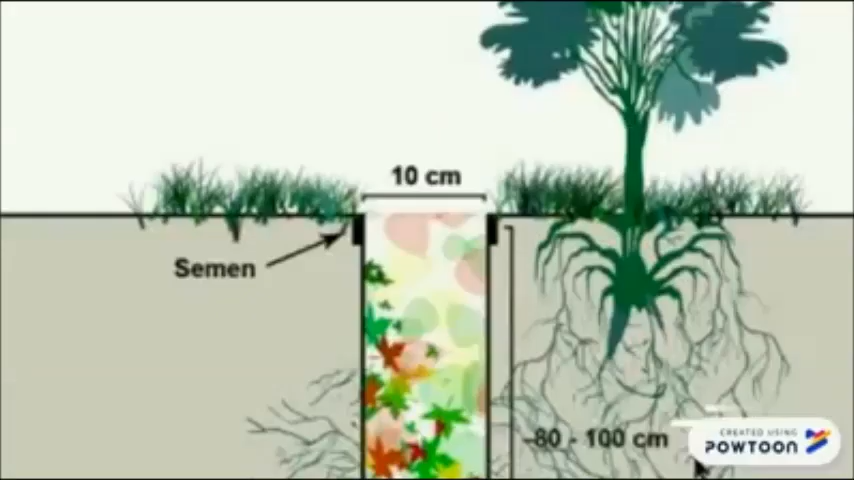 10 cm
Semen
80 - 100 cm
CREATED USING
POWTOON